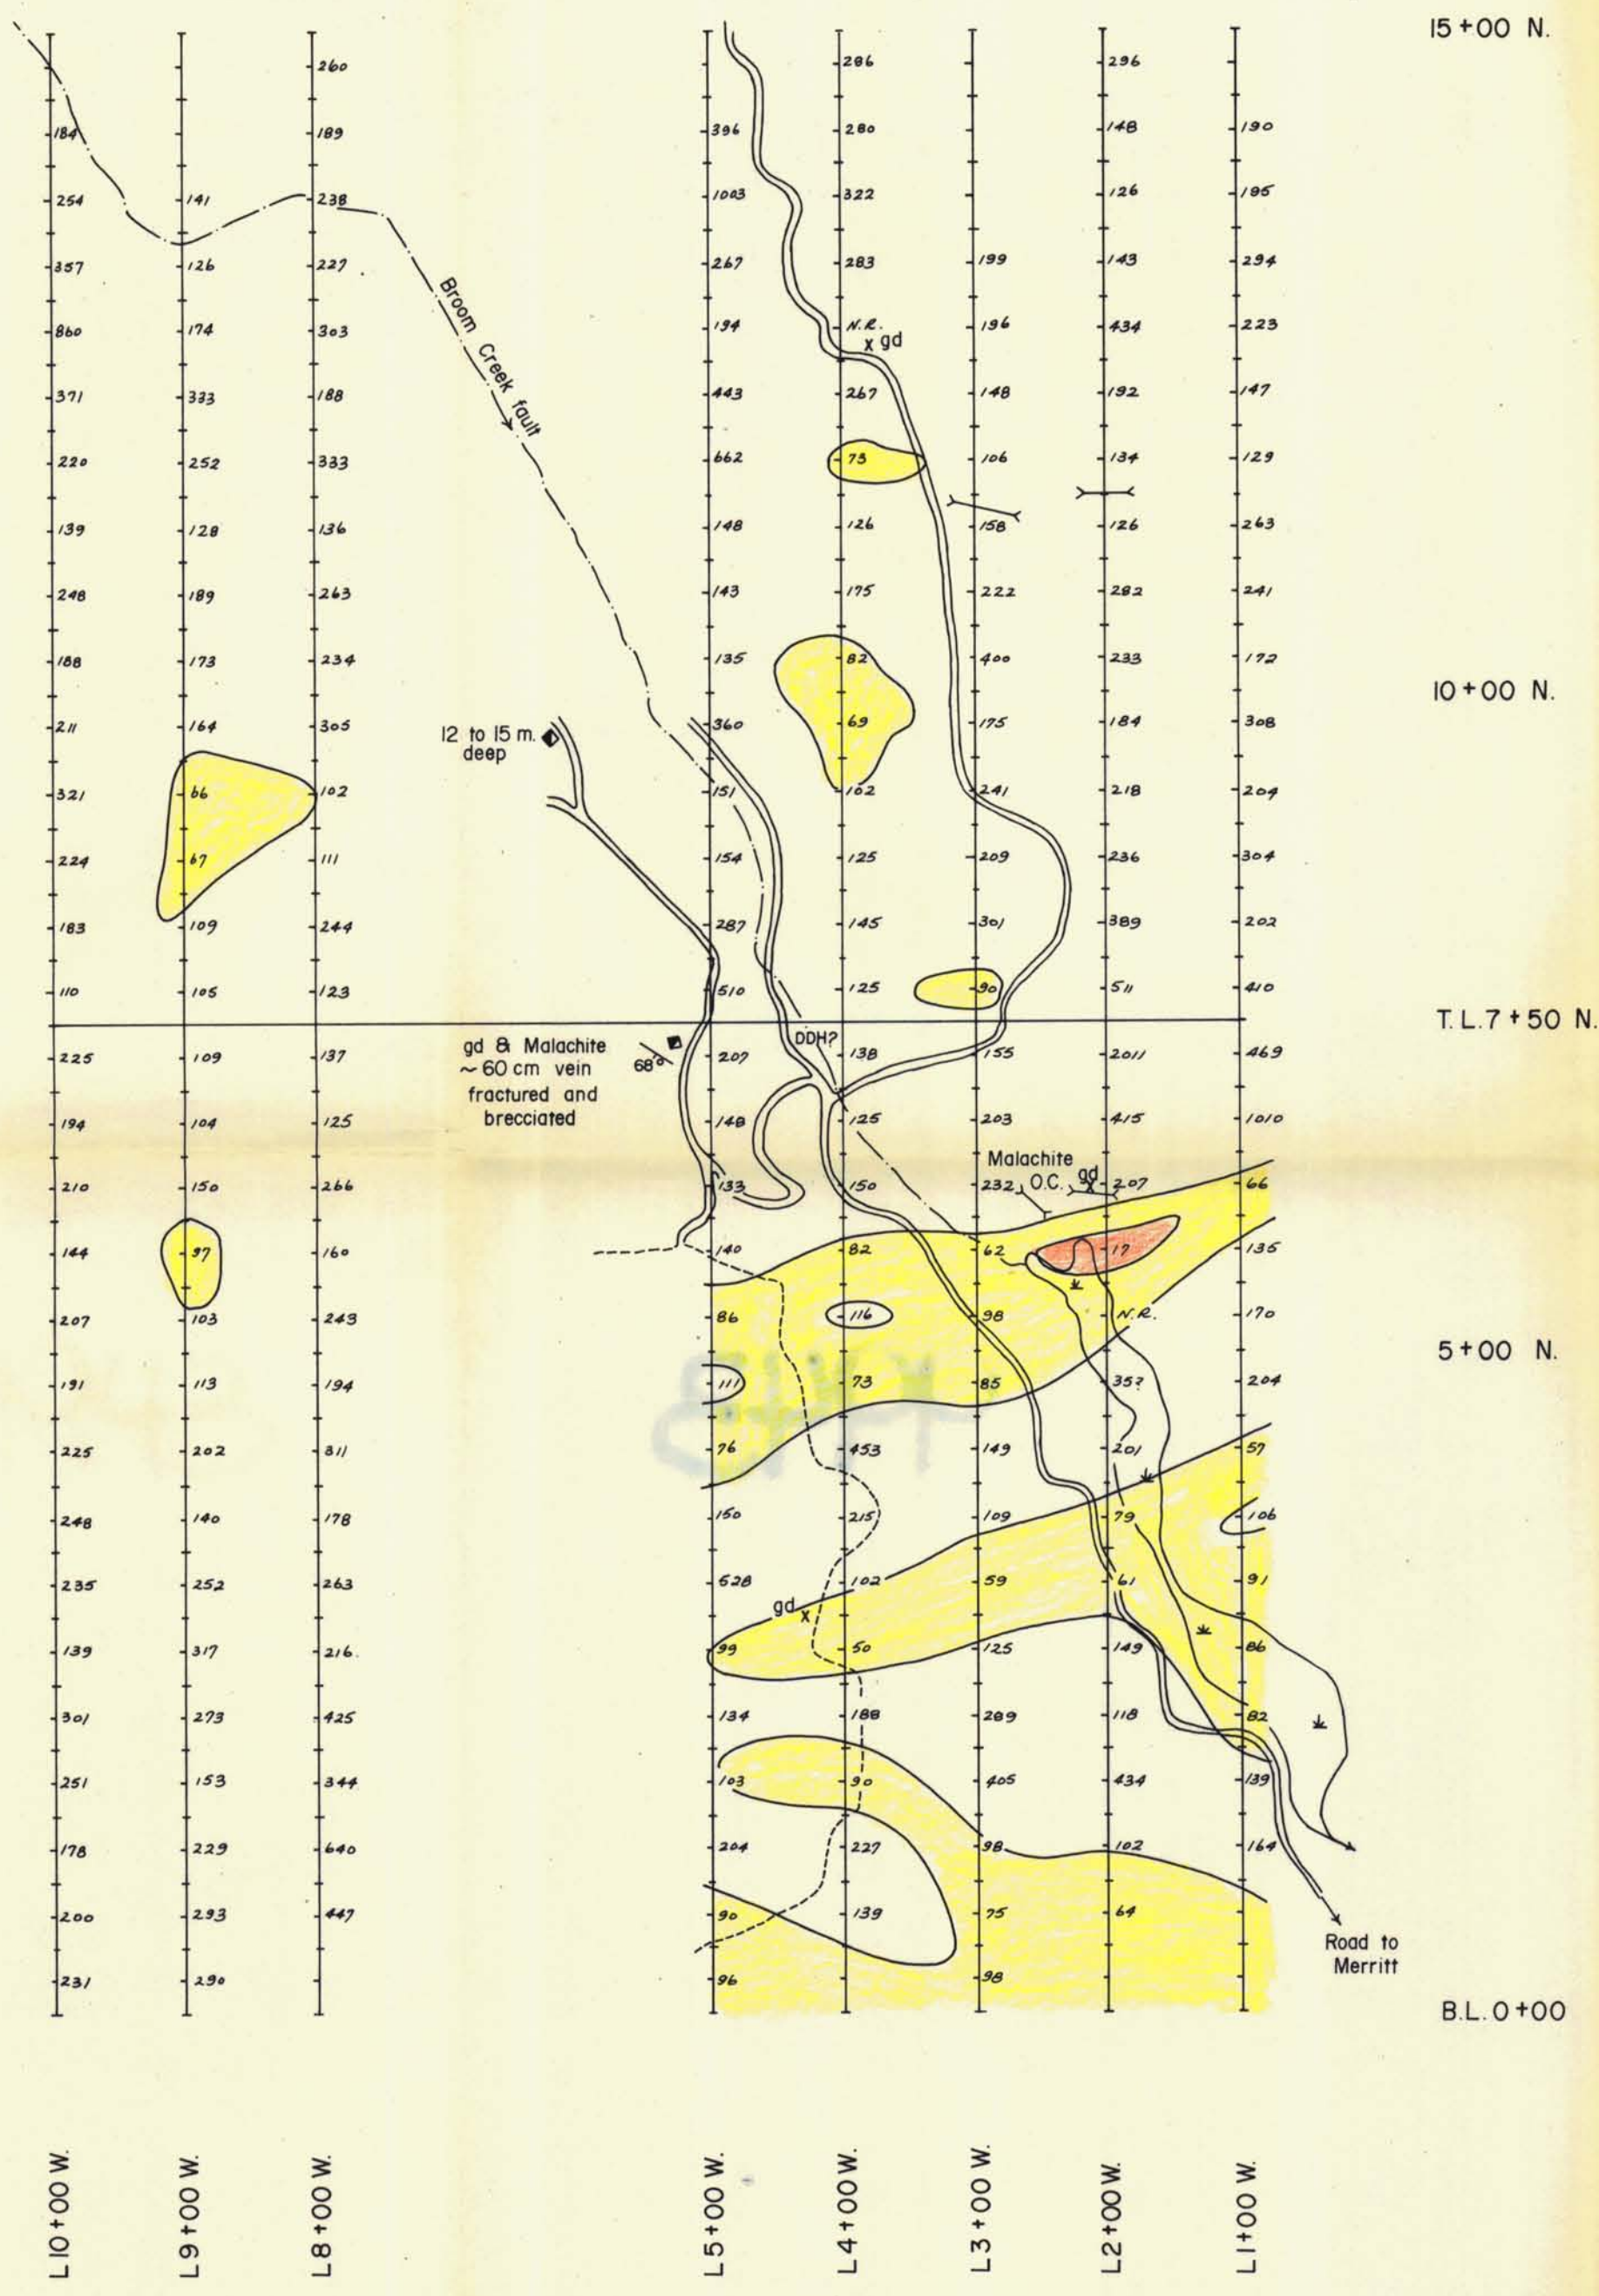 15+00 N.
260 286 296
184 189 396 280 148 190
254 141 238 1003 322 126 195
357 126 227 267 283 199 143 294
Broom Creek fault
860 174 303 194 N.R. 196 434 223
x gd
371 333 188 443 267 148 192 147
220 252 333 662 73 106 134 129
139 128 136 148 126 158 126 263
248 189 263 143 175 222 282 241
188 173 234 135 82 400 233 172
10+00 N.
211 164 305 360 69 175 184 308
12 to 15 m.
deep
321 66 102 151 102 241 218 204
224 67 111 154 125 209 236 304
183 109 244 287 145 301 389 202
110 105 123 510 125 90 511 410
T.L. 7+50 N.
DDH?
gd & Malachite
~ 60 cm vein
fractured and
brecciated
68°
225 109 137 207 138 155 2011 469
194 104 125 148 125 203 415 1010
Malachite
O.C. gd
x
210 150 266 133 150 232 207 66
144 97 160 140 82 62 17 135
207 103 243 86 116 98 N.R. 170
5+00 N.
191 113 194 111 73 85 35? 204
225 202 311 76 453 149 201 57
248 140 178 150 215 109 79 106
235 252 263 528 102 59 61 91
gd x
139 317 216 99 50 125 149 86
301 273 425 134 188 289 118 82
251 153 344 103 90 405 434 139
178 229 640 204 227 98 102 164
200 293 447 90 139 75 64
Road to
Merritt
231 290 96 98
B.L. 0+00
L 10+00 W.
L 9+00 W.
L 8+00 W.
L 5+00 W.
L 4+00 W.
L 3+00 W.
L 2+00 W.
L 1+00 W.